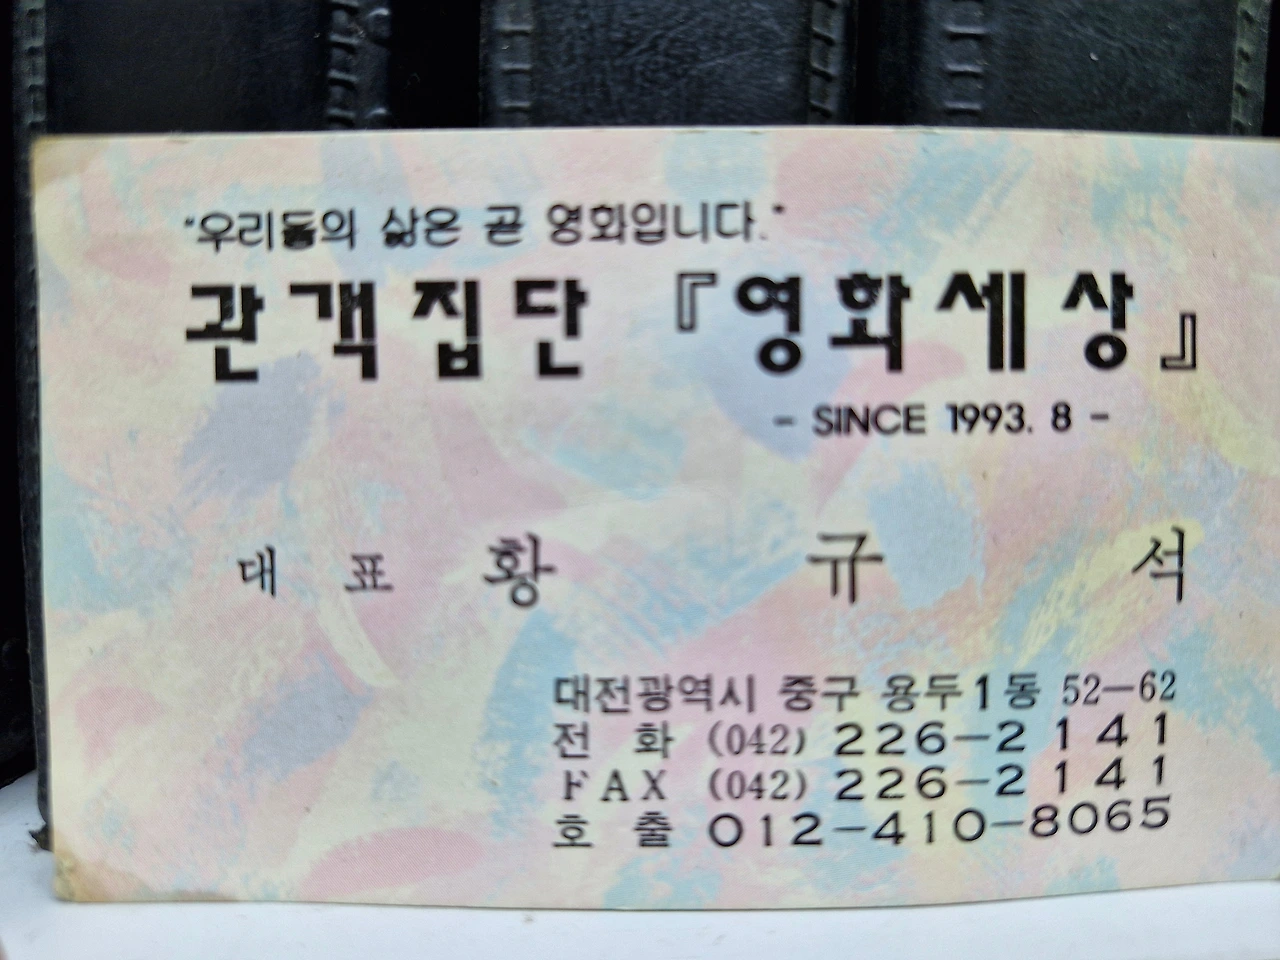 "우리들의 삶은 곧 영화입니다."
관객집단 『영화세상』
- SINCE 1993. 8 -
대 표 황 규 석
대전광역시 중구 용두1동 52-62
전 화 (042) 226-2141
FAX (042) 226-2141
호 출 012-410-8065